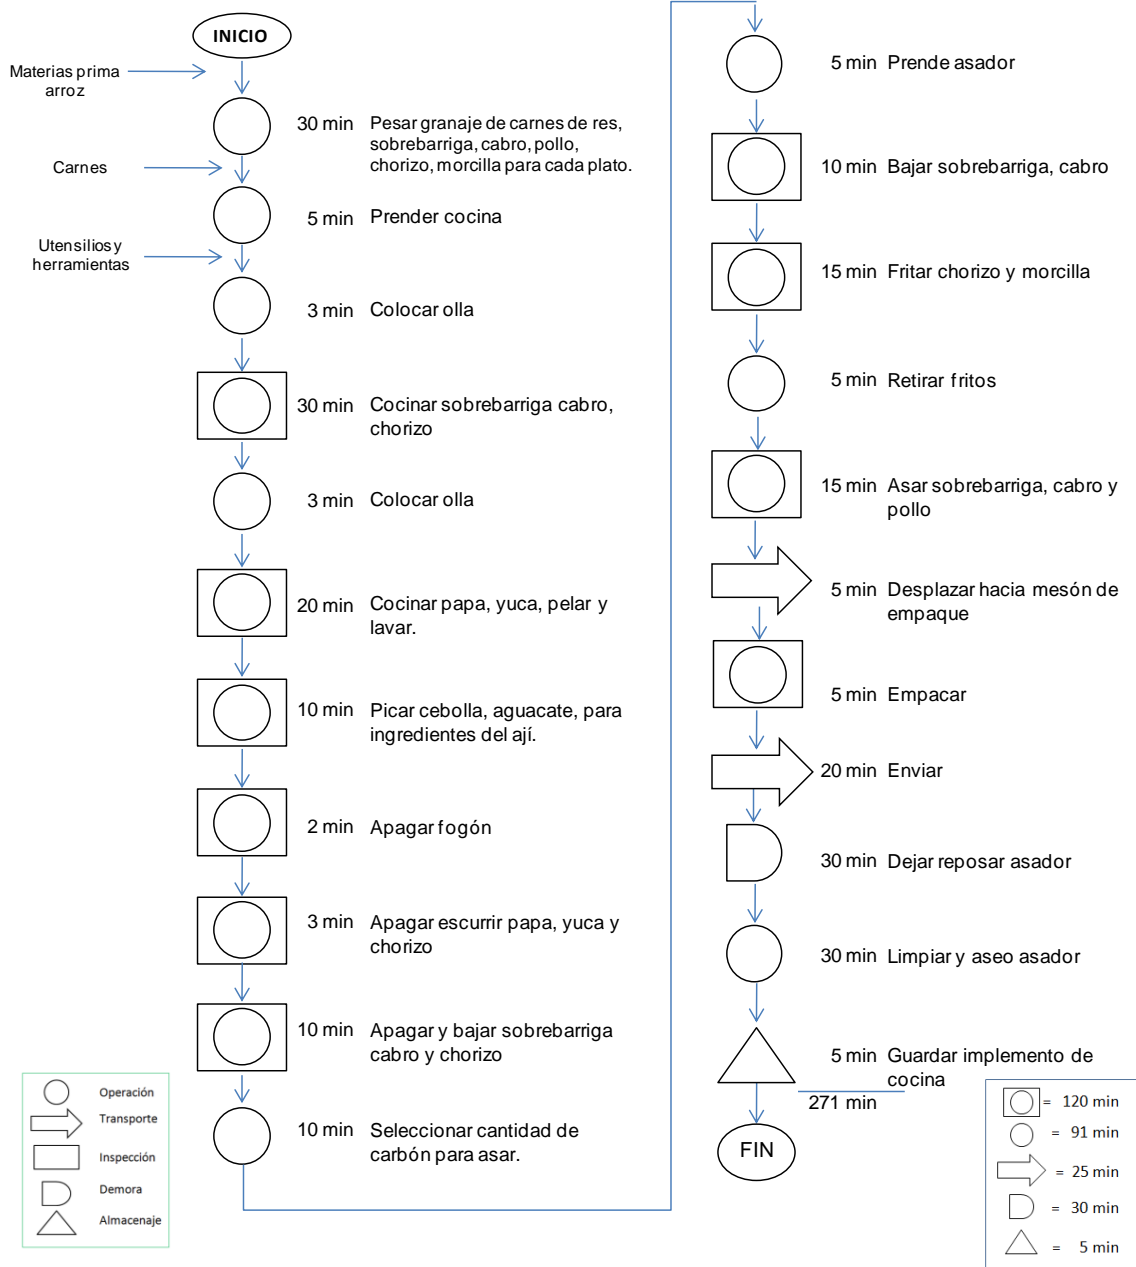 INICIO
Materias prima
arroz
30 min Pesar granaje de carnes de res,
sobrebarriga, cabro, pollo,
chorizo, morcilla para cada plato.
Carnes
5 min Prender cocina
Utensilios y
herramientas
3 min Colocar olla
30 min Cocinar sobrebarriga cabro,
chorizo
3 min Colocar olla
20 min Cocinar papa, yuca, pelar y
lavar.
10 min Picar cebolla, aguacate, para
ingredientes del ají.
2 min Apagar fogón
3 min Apagar escurrir papa, yuca y
chorizo
10 min Apagar y bajar sobrebarriga
cabro y chorizo
10 min Seleccionar cantidad de
carbón para asar.
Operación
Transporte
Inspección
Demora
Almacenaje
5 min Prende asador
10 min Bajar sobrebarriga, cabro
15 min Fritar chorizo y morcilla
5 min Retirar fritos
15 min Asar sobrebarriga, cabro y
pollo
5 min Desplazar hacia mesón de
empaque
5 min Empacar
20 min Enviar
30 min Dejar reposar asador
30 min Limpiar y aseo asador
5 min Guardar implemento de
cocina
271 min
FIN
= 120 min
= 91 min
= 25 min
= 30 min
= 5 min